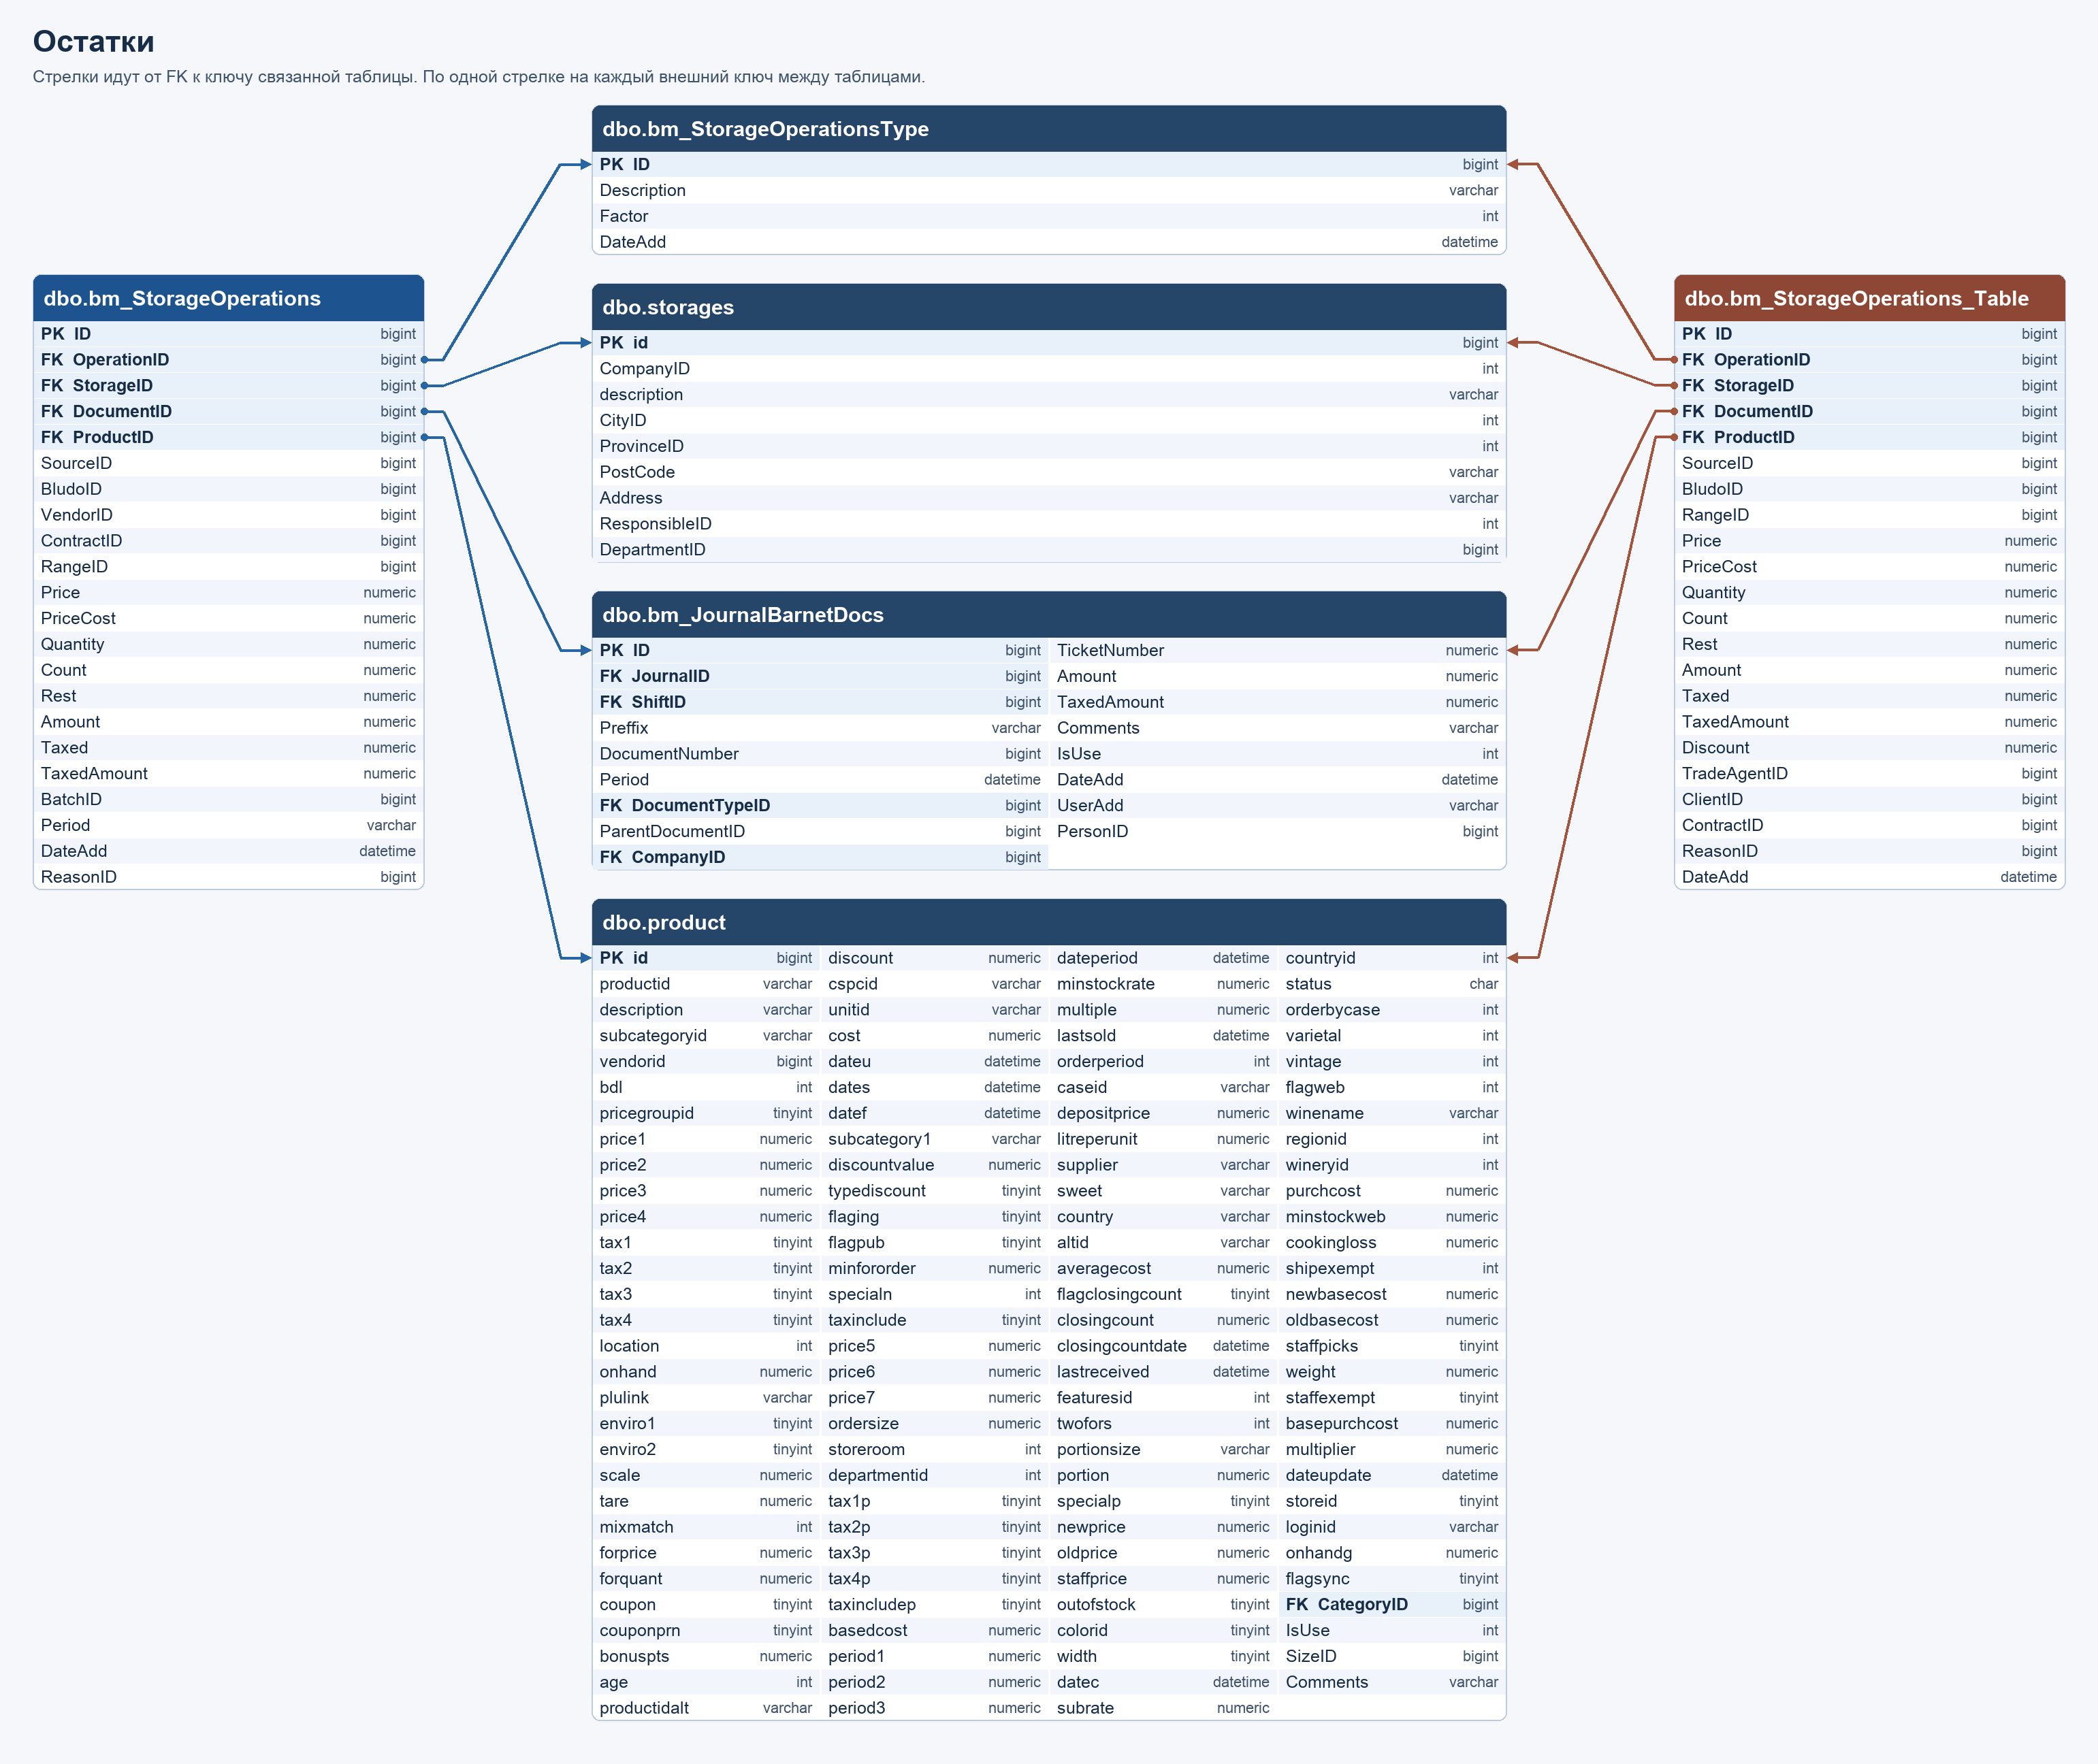 Остатки
Стрелки идут от FK к ключу связанной таблицы. По одной стрелке на каждый внешний ключ между таблицами.
dbo.bm_StorageOperationsType
PK ID bigint
Description varchar
Factor int
DateAdd datetime
dbo.bm_StorageOperations
PK ID bigint
FK OperationID bigint
FK StorageID bigint
FK DocumentID bigint
FK ProductID bigint
SourceID bigint
BludoID bigint
VendorID bigint
ContractID bigint
RangeID bigint
Price numeric
PriceCost numeric
Quantity numeric
Count numeric
Rest numeric
Amount numeric
Taxed numeric
TaxedAmount numeric
BatchID bigint
Period varchar
DateAdd datetime
ReasonID bigint
dbo.storages
PK id bigint
CompanyID int
description varchar
CityID int
ProvinceID int
PostCode varchar
Address varchar
ResponsibleID int
DepartmentID bigint
dbo.bm_JournalBarnetDocs
PK ID bigint TicketNumber numeric
FK JournalID bigint Amount numeric
FK ShiftID bigint TaxedAmount numeric
Preffix varchar Comments varchar
DocumentNumber bigint IsUse int
Period datetime DateAdd datetime
FK DocumentTypeID bigint UserAdd varchar
ParentDocumentID bigint PersonID bigint
FK CompanyID bigint
dbo.bm_StorageOperations_Table
PK ID bigint
FK OperationID bigint
FK StorageID bigint
FK DocumentID bigint
FK ProductID bigint
SourceID bigint
BludoID bigint
RangeID bigint
Price numeric
PriceCost numeric
Quantity numeric
Count numeric
Rest numeric
Amount numeric
Taxed numeric
TaxedAmount numeric
Discount numeric
TradeAgentID bigint
ClientID bigint
ContractID bigint
ReasonID bigint
DateAdd datetime
dbo.product
PK id bigint discount numeric dateperiod datetime countryid int
productid varchar cspcid varchar minstockrate numeric status char
description varchar unitid varchar multiple numeric orderbycase int
subcategoryid varchar cost numeric lastsold datetime varietal int
vendorid bigint dateu datetime orderperiod int vintage int
bdl int dates datetime caseid varchar flagweb int
pricegroupid tinyint datef datetime depositprice numeric winename varchar
price1 numeric subcategory1 varchar litreperunit numeric regionid int
price2 numeric discountvalue numeric supplier varchar wineryid int
price3 numeric typediscount tinyint sweet varchar purchcost numeric
price4 numeric flaging tinyint country varchar minstockweb numeric
tax1 tinyint flagpub tinyint altid varchar cookingloss numeric
tax2 tinyint minfororder numeric averagecost numeric shipexempt int
tax3 tinyint specialn int flagclosingcount tinyint newbasecost numeric
tax4 tinyint taxinclude tinyint closingcount numeric oldbasecost numeric
location int price5 numeric closingcountdate datetime staffpicks tinyint
onhand numeric price6 numeric lastreceived datetime weight numeric
plulink varchar price7 numeric featuresid int staffexempt tinyint
enviro1 tinyint ordersize numeric twofors int basepurchcost numeric
enviro2 tinyint storeroom int portionsize varchar multiplier numeric
scale numeric departmentid int portion numeric dateupdate datetime
tare numeric tax1p tinyint specialp tinyint storeid tinyint
mixmatch int tax2p tinyint newprice numeric loginid varchar
forprice numeric tax3p tinyint oldprice numeric onhandg numeric
forquant numeric tax4p tinyint staffprice numeric flagsync tinyint
coupon tinyint taxincludep tinyint outofstock tinyint FK CategoryID bigint
couponprn tinyint basedcost numeric colorid tinyint IsUse int
bonuspts numeric period1 numeric width tinyint SizeID bigint
age int period2 numeric datec datetime Comments varchar
productidalt varchar period3 numeric subrate numeric